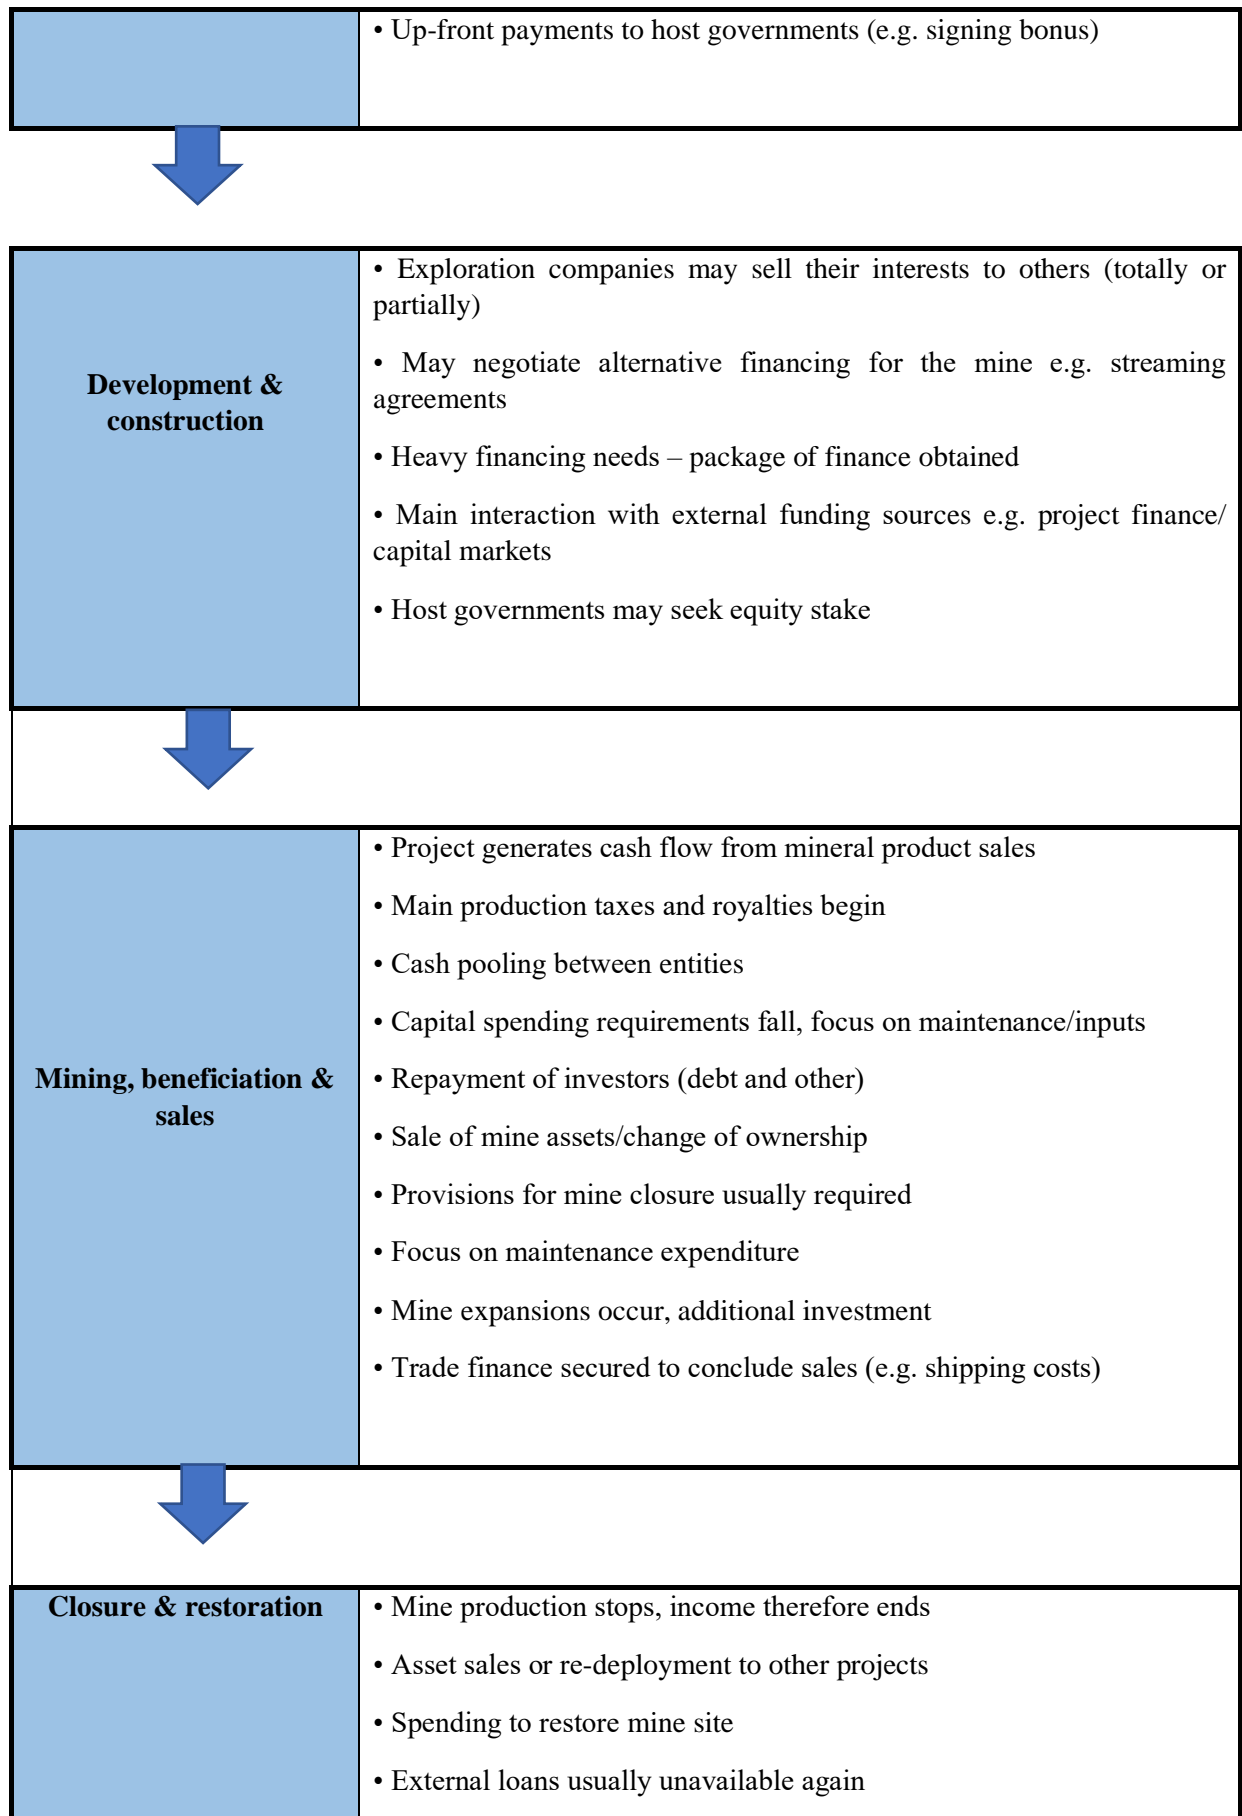 • Up-front payments to host governments (e.g. signing bonus)
Development &
construction
• Exploration companies may sell their interests to others (totally or
partially)
• May negotiate alternative financing for the mine e.g. streaming
agreements
• Heavy financing needs – package of finance obtained
• Main interaction with external funding sources e.g. project finance/
capital markets
• Host governments may seek equity stake
Mining, beneficiation &
sales
• Project generates cash flow from mineral product sales
• Main production taxes and royalties begin
• Cash pooling between entities
• Capital spending requirements fall, focus on maintenance/inputs
• Repayment of investors (debt and other)
• Sale of mine assets/change of ownership
• Provisions for mine closure usually required
• Focus on maintenance expenditure
• Mine expansions occur, additional investment
• Trade finance secured to conclude sales (e.g. shipping costs)
Closure & restoration
• Mine production stops, income therefore ends
• Asset sales or re-deployment to other projects
• Spending to restore mine site
• External loans usually unavailable again